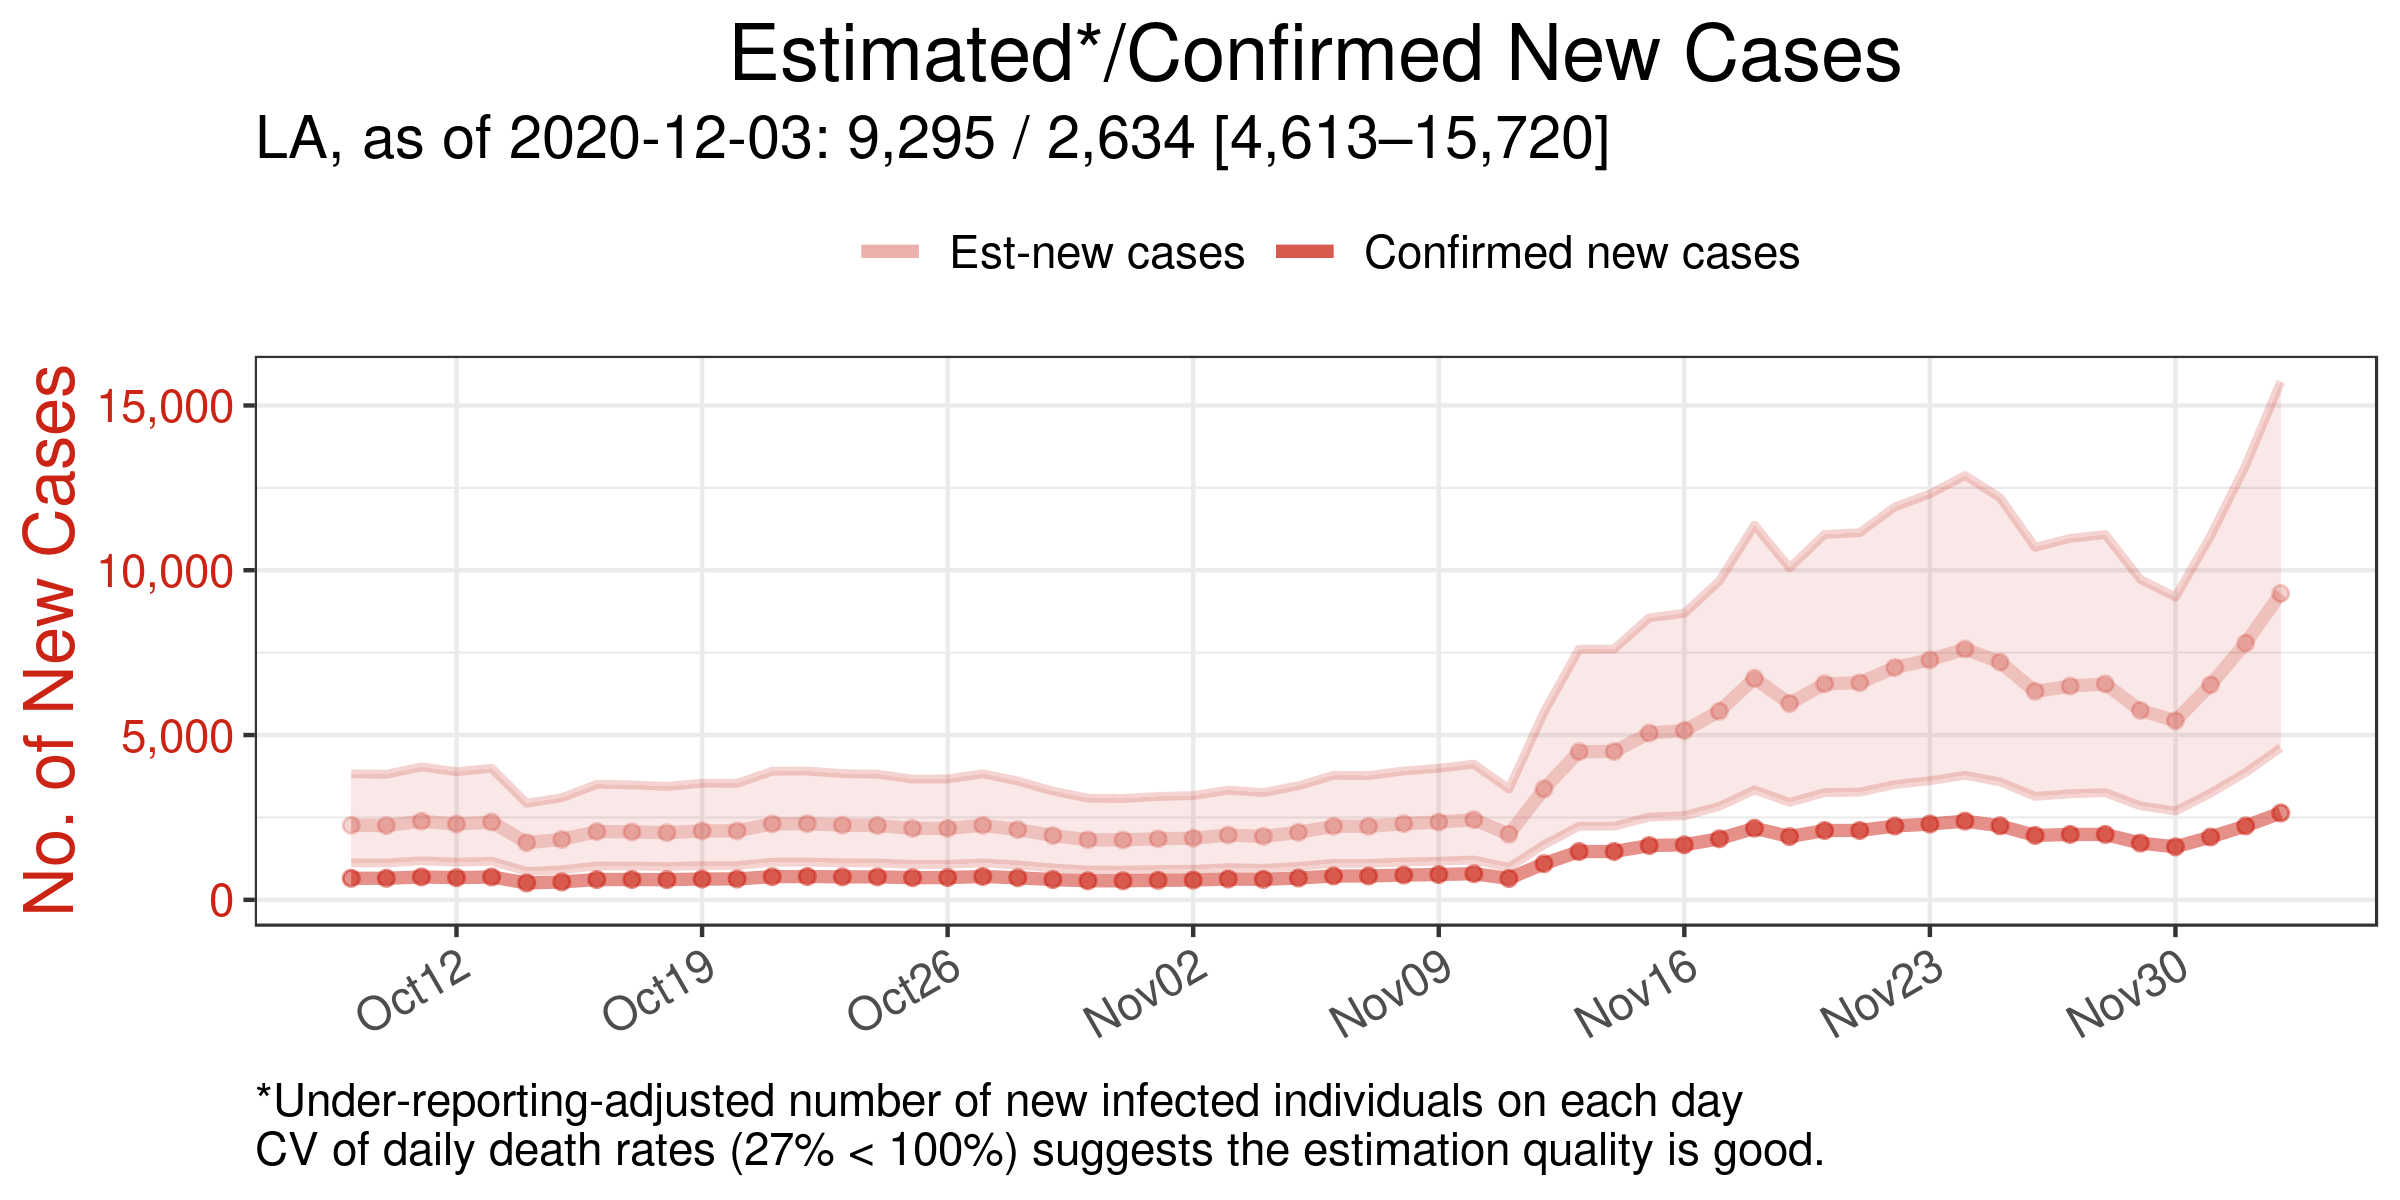 Estimated*/Confirmed New Cases
LA, as of 2020-12-03: 9,295 / 2,634 [4,613–15,720]
Est-new cases
Confirmed new cases
No. of New Cases
15,000
10,000
5,000
0
Oct12
Oct19
Oct26
Nov02
Nov09
Nov16
Nov23
Nov30
*Under-reporting-adjusted number of new infected individuals on each day
CV of daily death rates (27% < 100%) suggests the estimation quality is good.